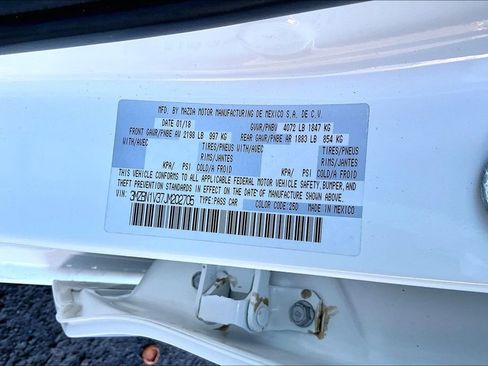 MFD. BY MAZDA MOTOR MANUFACTURING DE MEXICO S.A. DE C.V.
DATE 01/18 GVWR/PNBV 4072 LB 1847 KG
FRONT GAWR/PNBE AV 2198 LB 997 KG REAR GAWR/PNBE AR 1883 LB 854 KG
WITH/AVEC TIRES/PNEUS WITH/AVEC TIRES/PNEUS
RIMS/JANTES RIMS/JANTES
KPA/ PSI COLD/A FROID KPA/ PSI COLD/A FROID
THIS VEHICLE CONFORMS TO ALL APPLICABLE FEDERAL MOTOR VEHICLE SAFETY, BUMPER, AND
THEFT PREVENTION STANDARDS IN EFFECT ON THE DATE OF MANUFACTURE SHOWN ABOVE.
VIN: 3MZBN1V37JM202706 TYPE: PASS CAR COLOR CODE: 25D MADE IN MEXICO